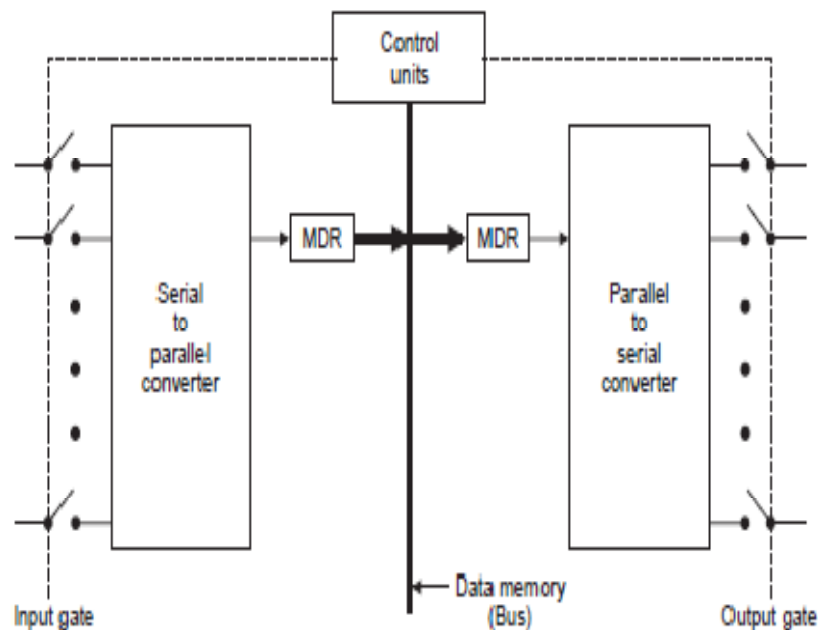 Control
units
MDR
MDR
Serial
to
parallel
converter
Parallel
to
serial
converter
Data memory
(Bus)
Input gate
Output gate